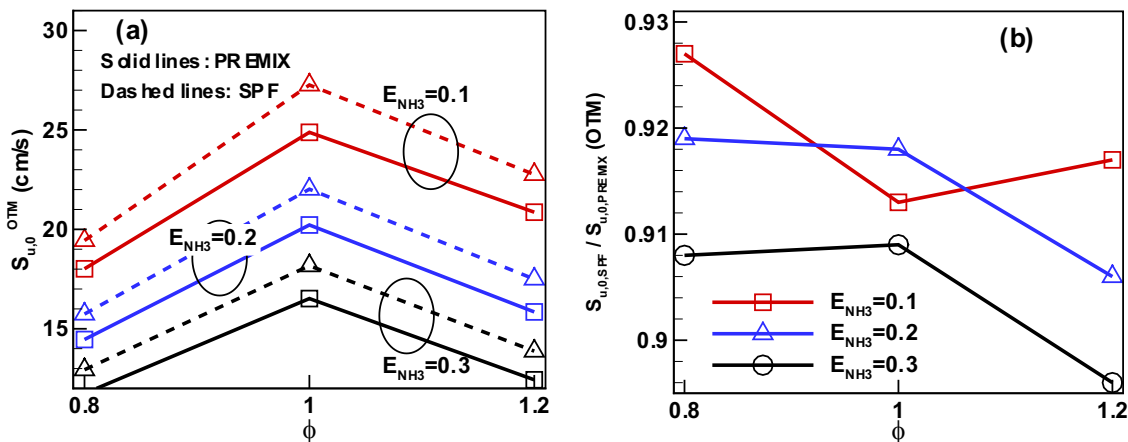 (a)
Solid lines: PREMIX
Dashed lines: SPF
E_NH3=0.1
E_NH3=0.2
E_NH3=0.3
S_u,0^OTM (cm/s)
30
25
20
15
0.8 1 1.2
ϕ
(b)
S_u,0,SPF / S_u,0,PREMIX (OTM)
0.93
0.92
0.91
0.9
E_NH3=0.1
E_NH3=0.2
E_NH3=0.3
0.8 1 1.2
ϕ